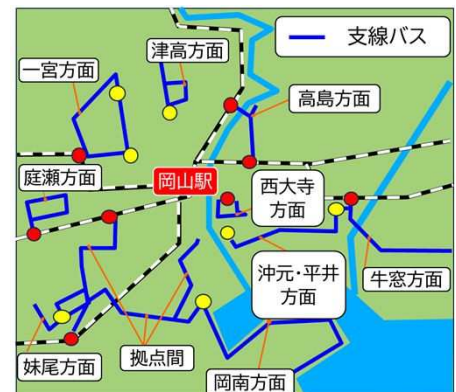 支線バス
津高方面
一宮方面
高島方面
庭瀬方面
岡山駅
西大寺
方面
沖元・平井
方面
牛窓方面
妹尾方面
拠点間
岡南方面